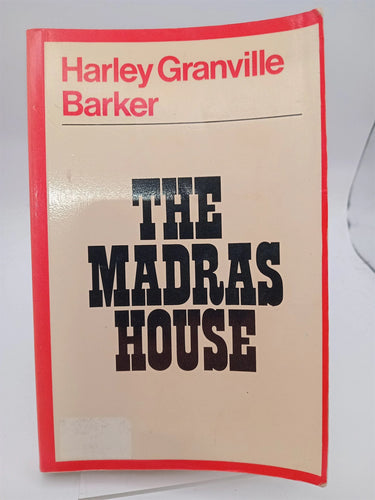 Harley Granville
Barker
THE
MADRAS
HOUSE